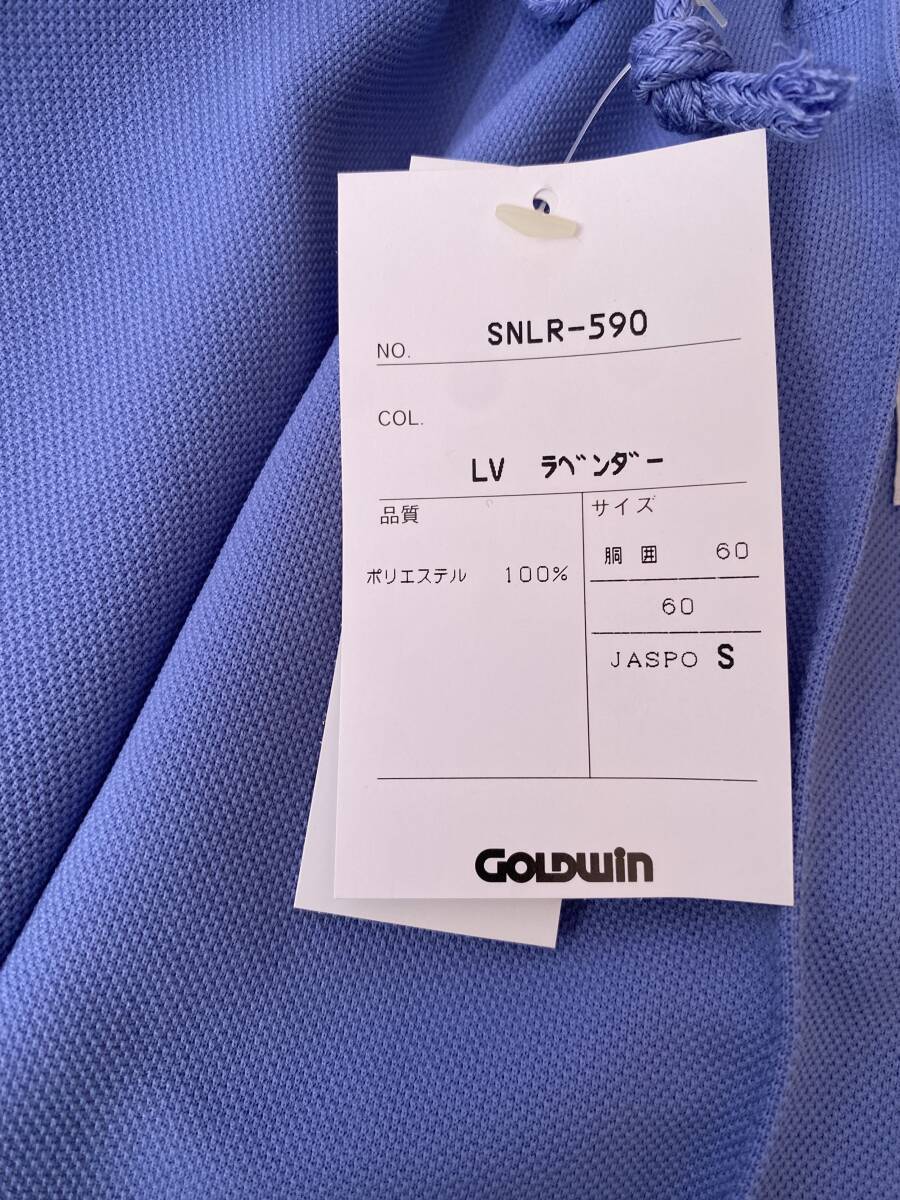 NO. SNLR-590
COL.
LV ラベンダー
品質
ポリエステル 100%
サイズ
胴囲 60
60
JASPO S
GOLDWIN